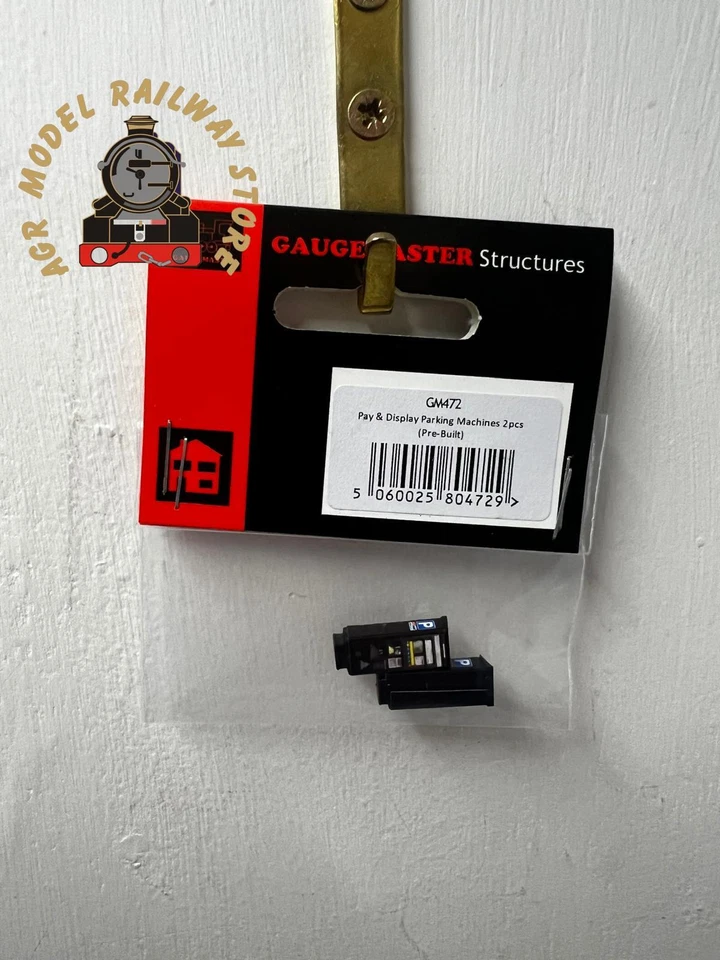 AGR MODEL RAILWAY STORE
GAUGEMASTER Structures
GM472
Pay & Display Parking Machines 2pcs
(Pre-Built)
5 060025 804729 >
P
P